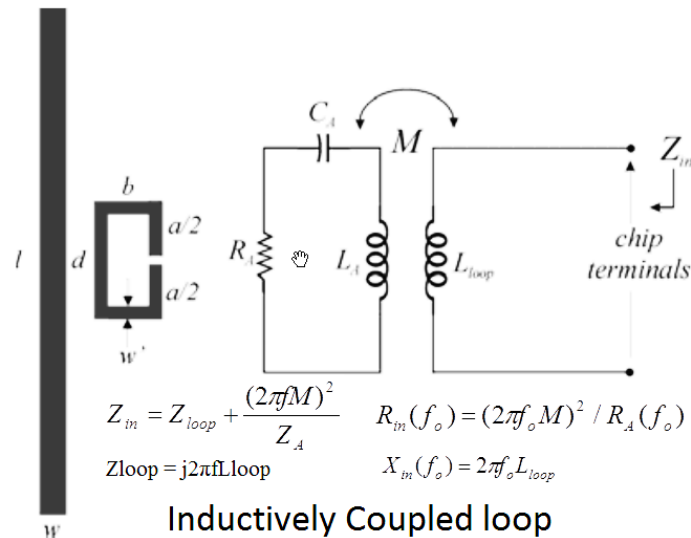 C_A
M
Z_in
b
a/2
l
d
R_A
L_A
L_loop
chip
terminals
a/2
w'
Z_in = Z_loop + (2πfM)² / Z_A
R_in(f_o) = (2πf_oM)² / R_A(f_o)
Zloop = j2πfLloop
X_in(f_o) = 2πf_oL_loop
w
Inductively Coupled loop